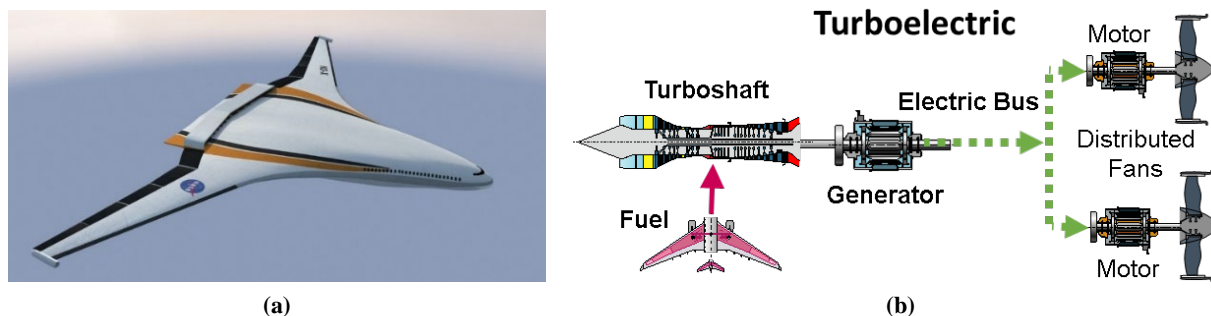 Turboelectric
Motor
Turboshaft
Electric Bus
Distributed
Fans
Generator
Fuel
Motor
(a)
(b)